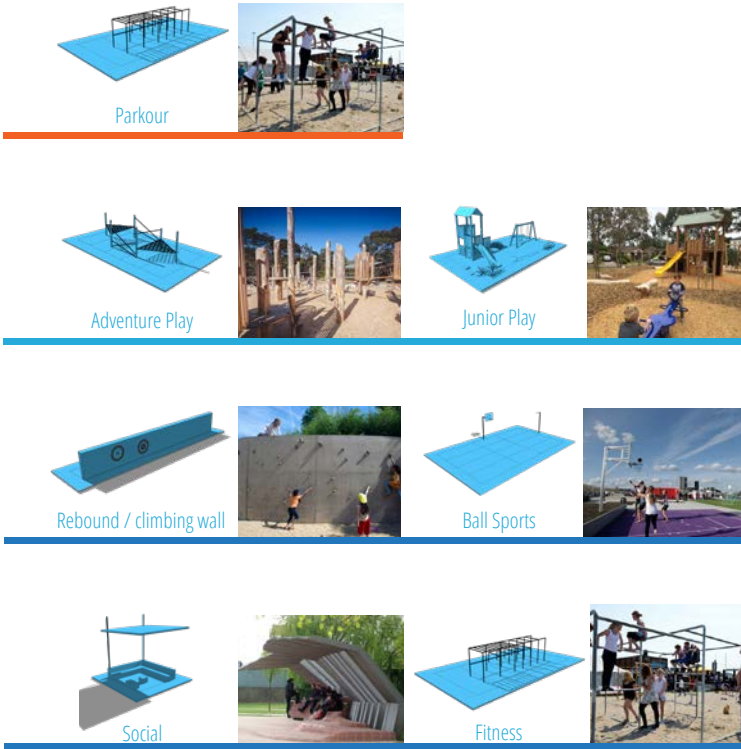 Parkour
Adventure Play
Junior Play
Rebound / climbing wall
Ball Sports
Social
Fitness